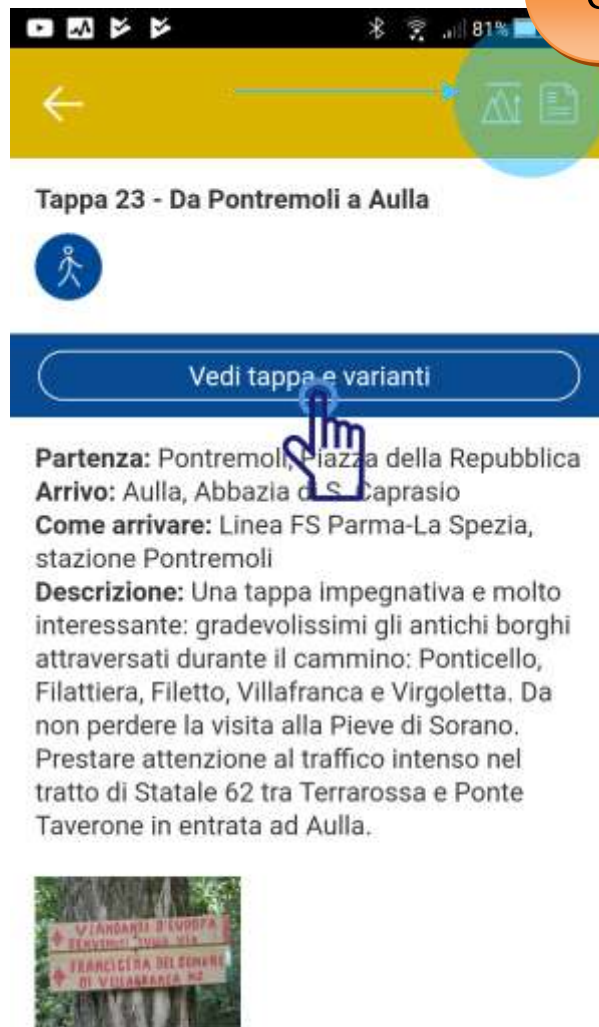 81%
Tappa 23 - Da Pontremoli a Aulla
Vedi tappa e varianti
Partenza: Pontremoli, Piazza della Repubblica
Arrivo: Aulla, Abbazia di S. Caprasio
Come arrivare: Linea FS Parma-La Spezia,
stazione Pontremoli
Descrizione: Una tappa impegnativa e molto
interessante: gradevolissimi gli antichi borghi
attraversati durante il cammino: Ponticello,
Filattiera, Filetto, Villafranca e Virgoletta. Da
non perdere la visita alla Pieve di Sorano.
Prestare attenzione al traffico intenso nel
tratto di Statale 62 tra Terrarossa e Ponte
Taverone in entrata ad Aulla.
VIANDANTI D'EUROPA
FRANCIGENA DEL COMUNE
DI VILLAFRANCA